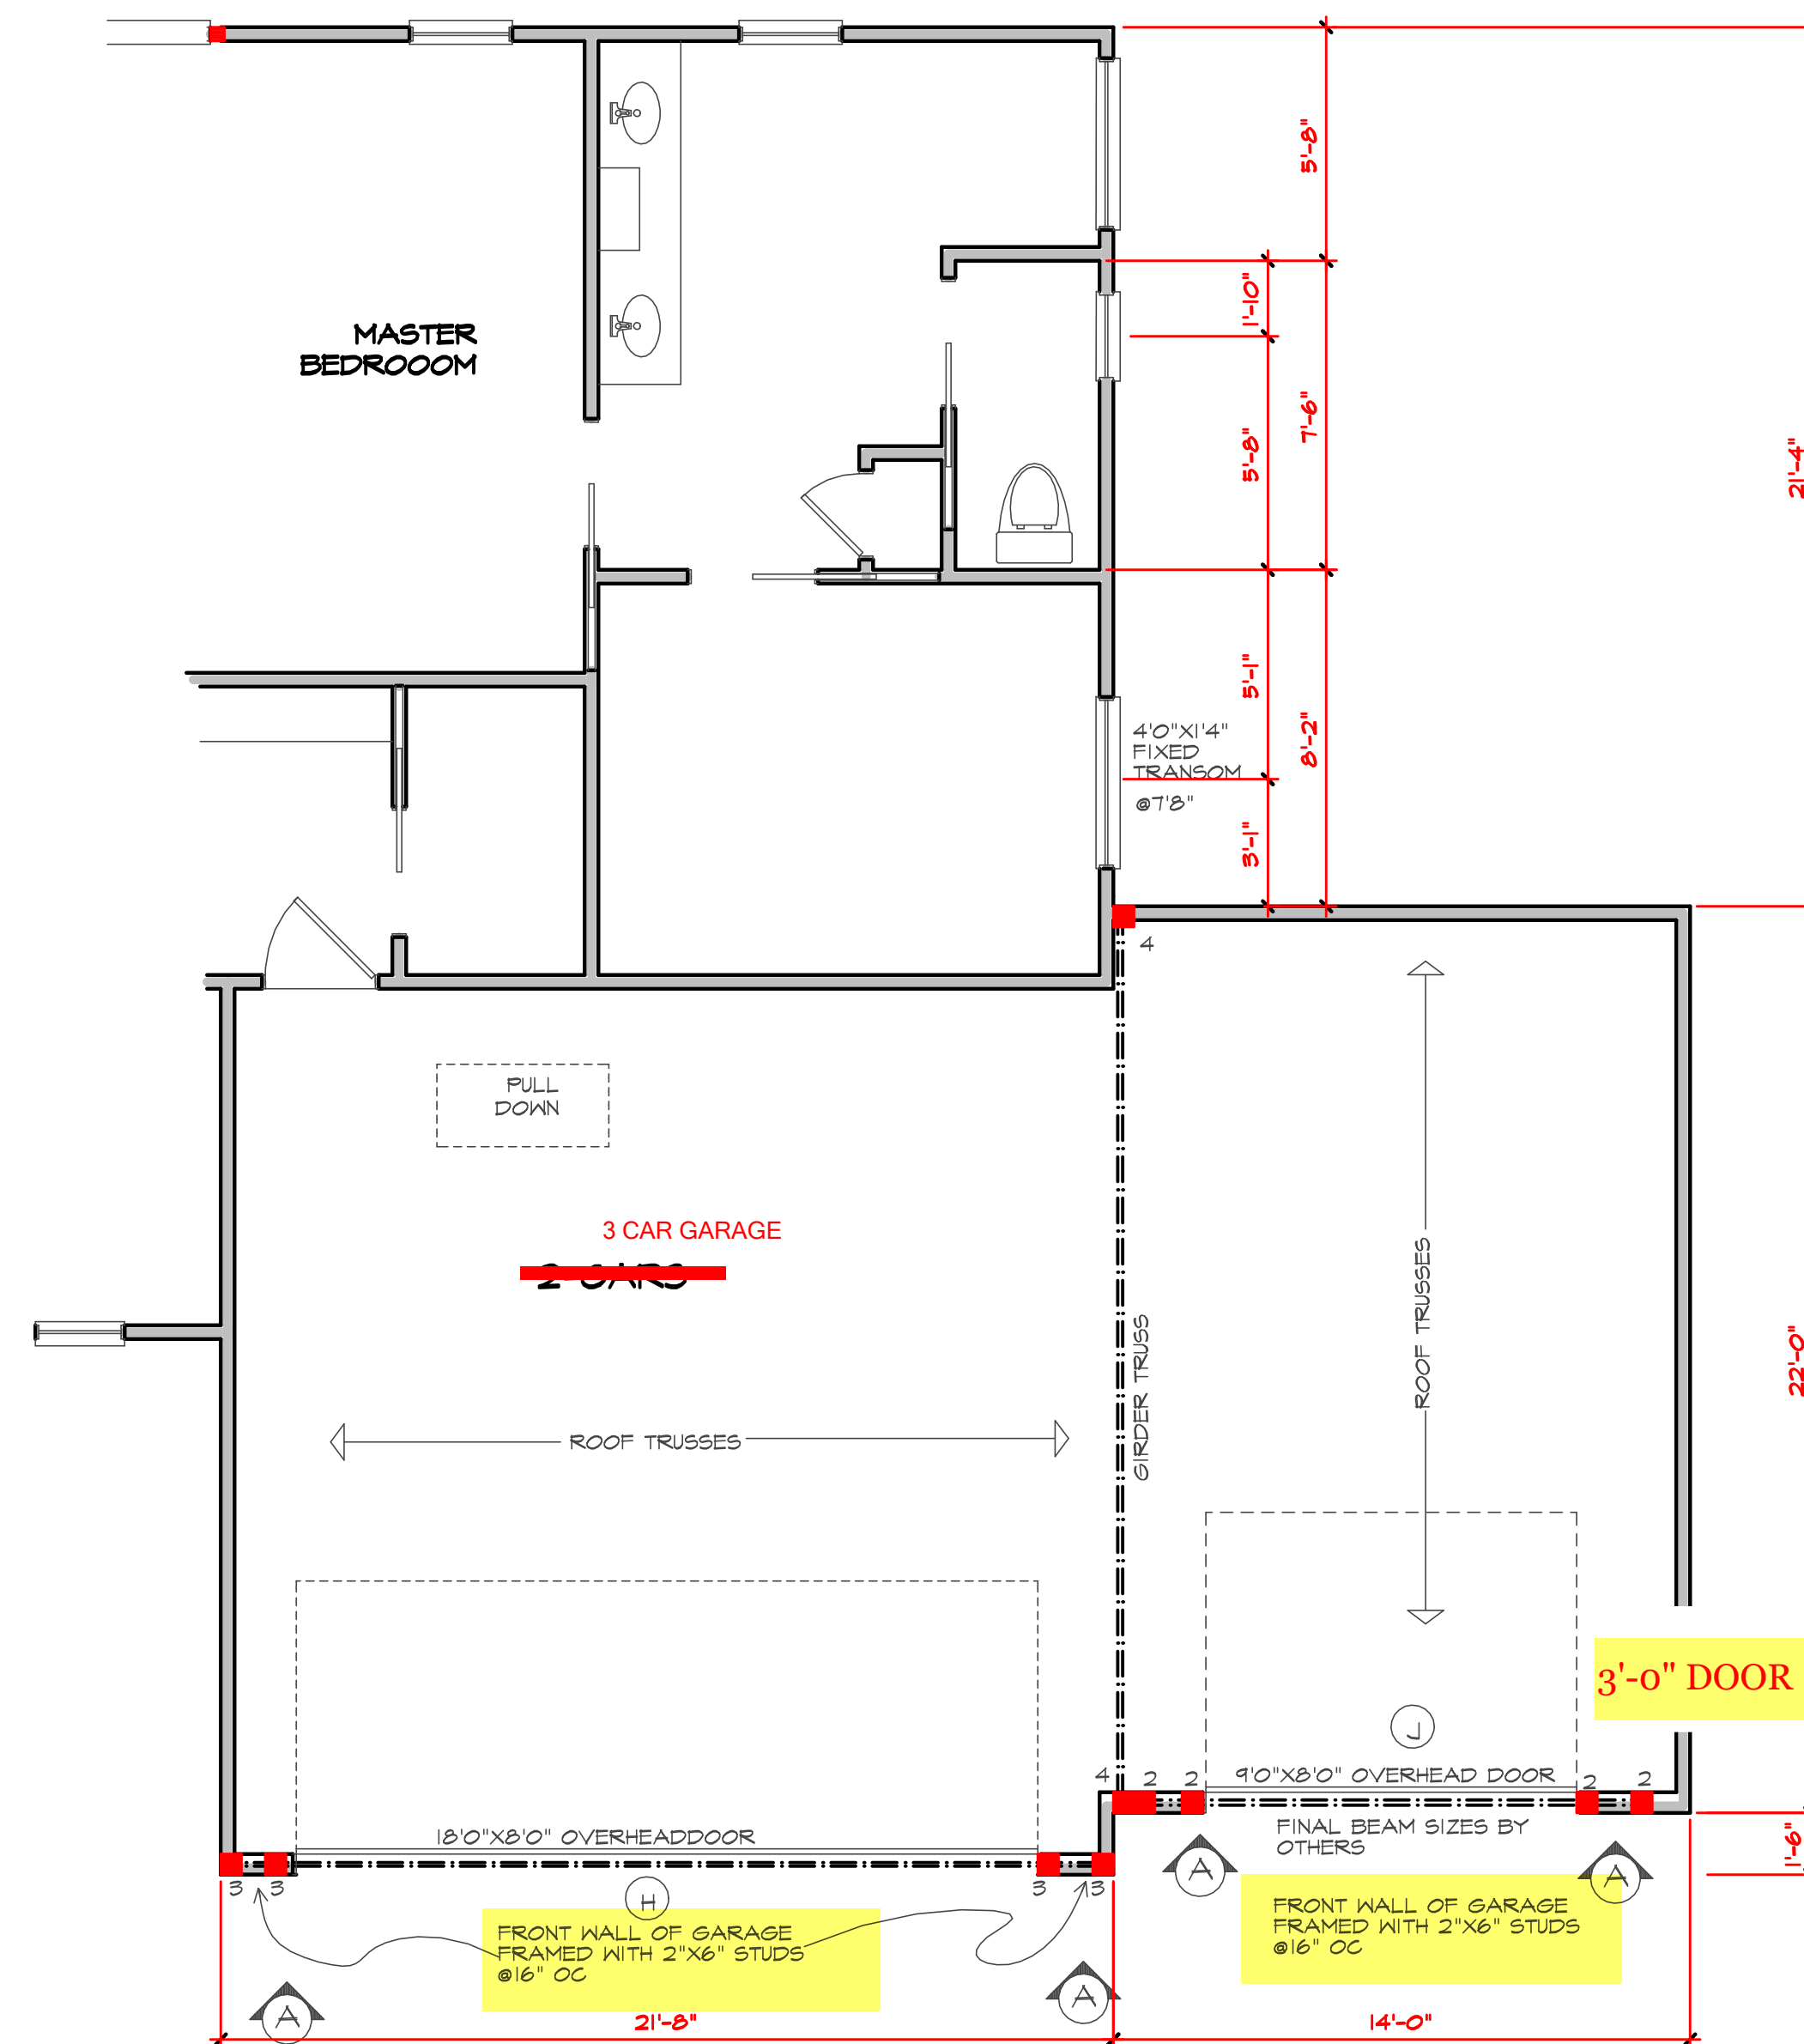 5'-8"
1'-10"
MASTER
BEDROOOM
7'-6"
5'-8"
21'-4"
5'-1"
8'-2"
4'0"X1'4"
FIXED
TRANSOM
@7'8"
3'-1"
4
PULL
DOWN
3 CAR GARAGE
2 CARS
GIRDER TRUSS
ROOF TRUSSES
22'-0"
ROOF TRUSSES
3'-0" DOOR
J
4
2
2
9'0"X8'0" OVERHEAD DOOR
2
2
FINAL BEAM SIZES BY
OTHERS
18'0"X8'0" OVERHEADDOOR
1'-6"
A
A
3
3
H
3
3
FRONT WALL OF GARAGE
FRAMED WITH 2"X6" STUDS
@16" OC
FRONT WALL OF GARAGE
FRAMED WITH 2"X6" STUDS
@16" OC
A
A
21'-8"
14'-0"